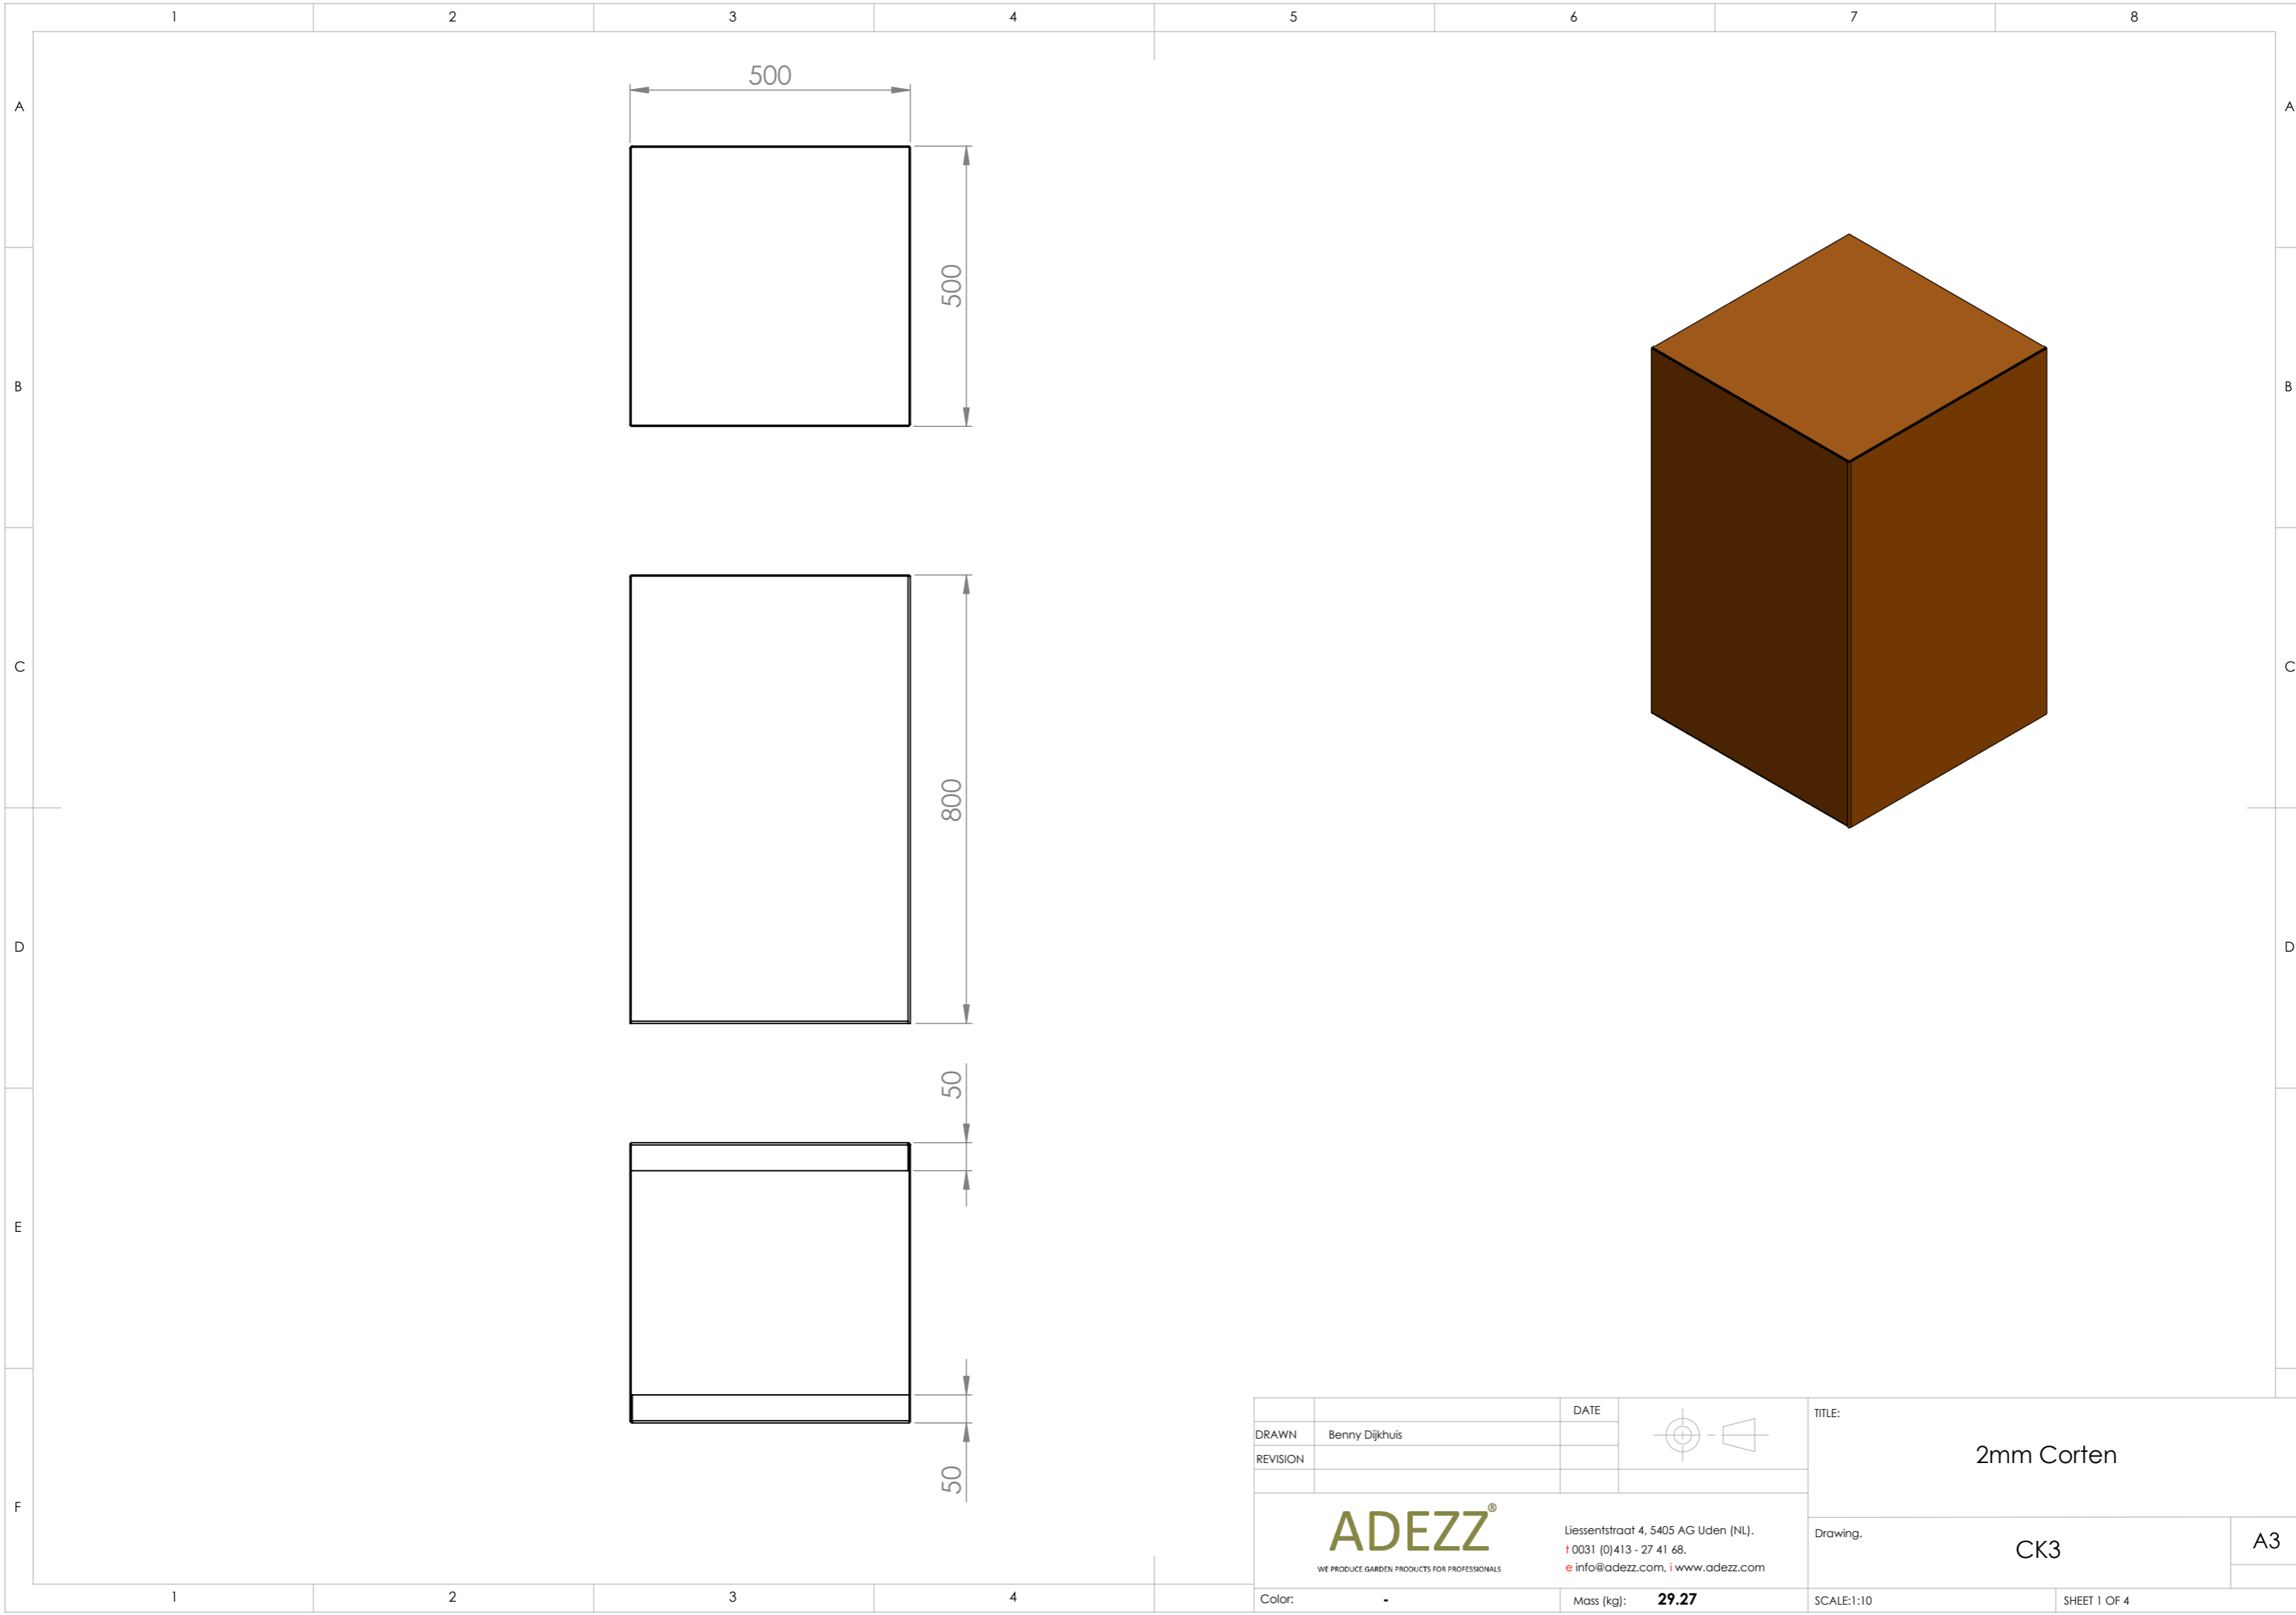 1 2 3 4 5 6 7 8
A A
B B
C C
D D
E
F
500
500
800
50
50
DATE
DRAWN Benny Dijkhuis
REVISION
TITLE:
2mm Corten
ADEZZ®
WE PRODUCE GARDEN PRODUCTS FOR PROFESSIONALS
Liessentstraat 4, 5405 AG Uden (NL).
t 0031 (0)413 - 27 41 68.
e info@adezz.com, i www.adezz.com
Drawing.
CK3
A3
Color: -
Mass (kg): 29.27
SCALE:1:10
SHEET 1 OF 4
1 2 3 4